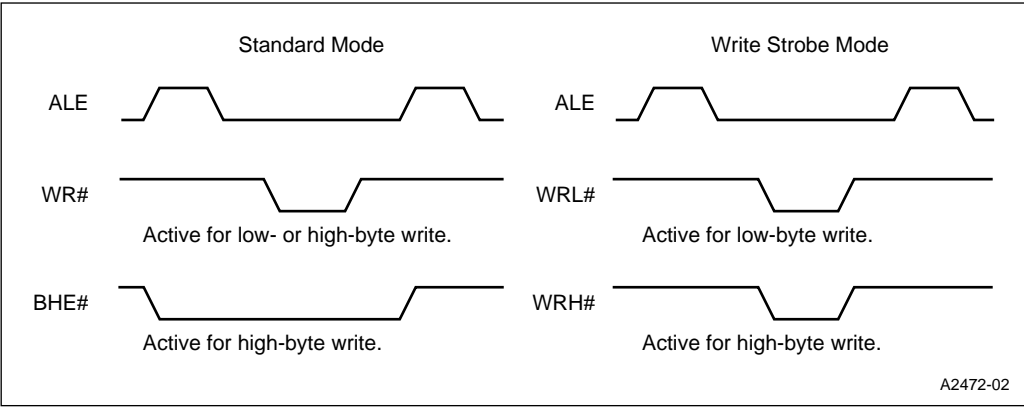 Standard Mode
Write Strobe Mode
ALE
ALE
WR#
WRL#
Active for low- or high-byte write.
Active for low-byte write.
BHE#
WRH#
Active for high-byte write.
Active for high-byte write.
A2472-02